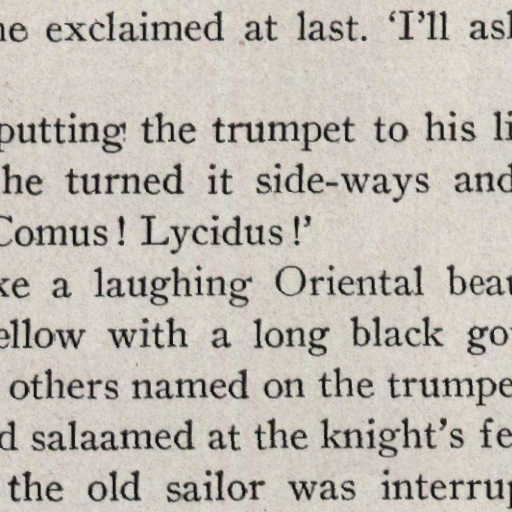 he exclaimed at last. 'I'll ask
putting the trumpet to his li
he turned it side-ways and
Comus! Lycidus!'
ke a laughing Oriental beau
ellow with a long black go
others named on the trumpe
d salaamed at the knight's fe
the old sailor was interrup